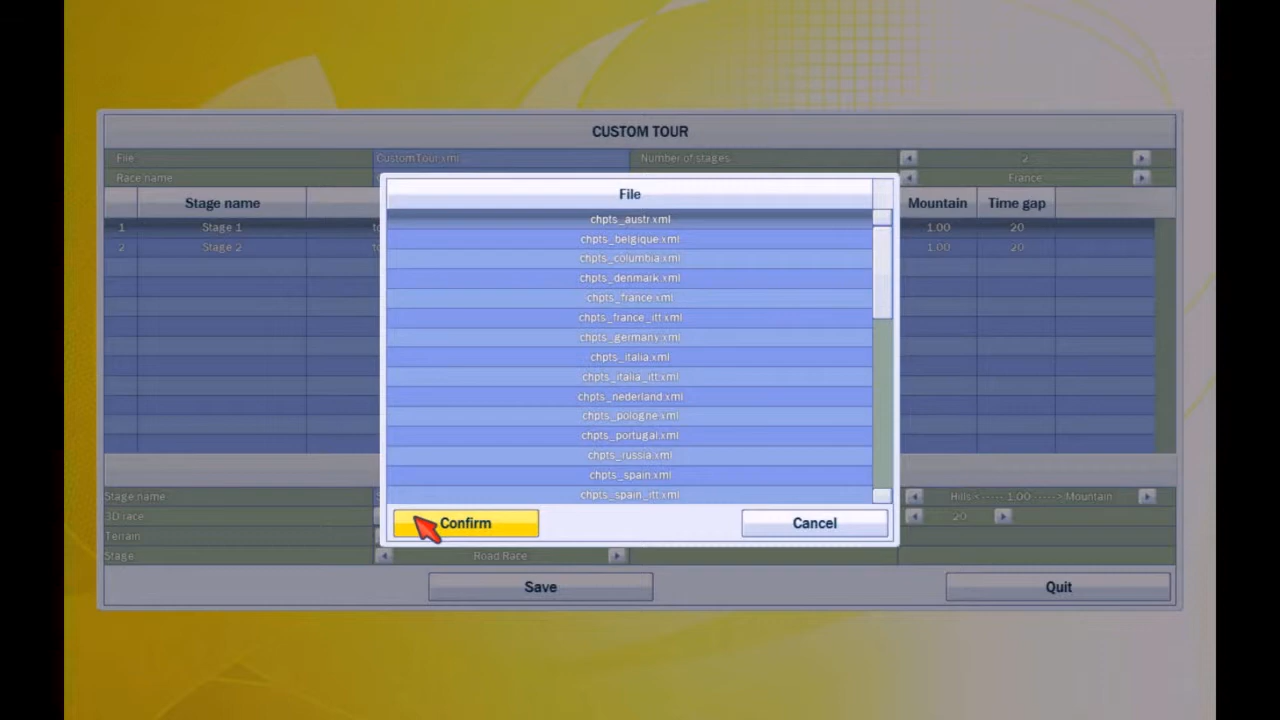 CUSTOM TOUR
File CustomTour.xml Number of stages 2
Race name France
Stage name Mountain Time gap
1 Stage 1 1.00 20
2 Stage 2 1.00 20
File
chpts_austr.xml
chpts_belgique.xml
chpts_columbia.xml
chpts_denmark.xml
chpts_france.xml
chpts_france_itt.xml
chpts_germany.xml
chpts_italia.xml
chpts_italia_itt.xml
chpts_nederland.xml
chpts_pologne.xml
chpts_portugal.xml
chpts_russia.xml
chpts_spain.xml
chpts_spain_itt.xml
Confirm Cancel
Stage name Hills <----- 1.00 -----> Mountain
3D race 20
Terrain
Stage Road Race
Save Quit